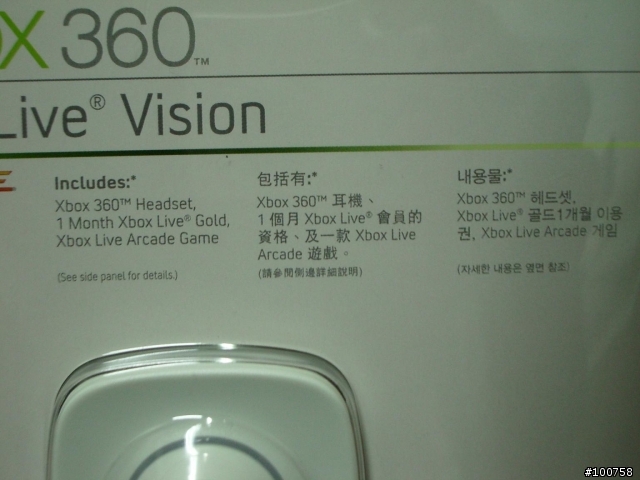 X 360™
Live® Vision
E
Includes:*
Xbox 360™ Headset,
1 Month Xbox Live® Gold,
Xbox Live Arcade Game
(See side panel for details.)
包括有:*
Xbox 360™ 耳機、
1 個月 Xbox Live® 會員的
資格、及一款 Xbox Live
Arcade 遊戲。
(請參閱側邊詳細說明)
내용물:*
Xbox 360™ 헤드셋,
Xbox Live® 골드1개월 이용
권, Xbox Live Arcade 게임
(자세한 내용은 옆면 참조)
#100758